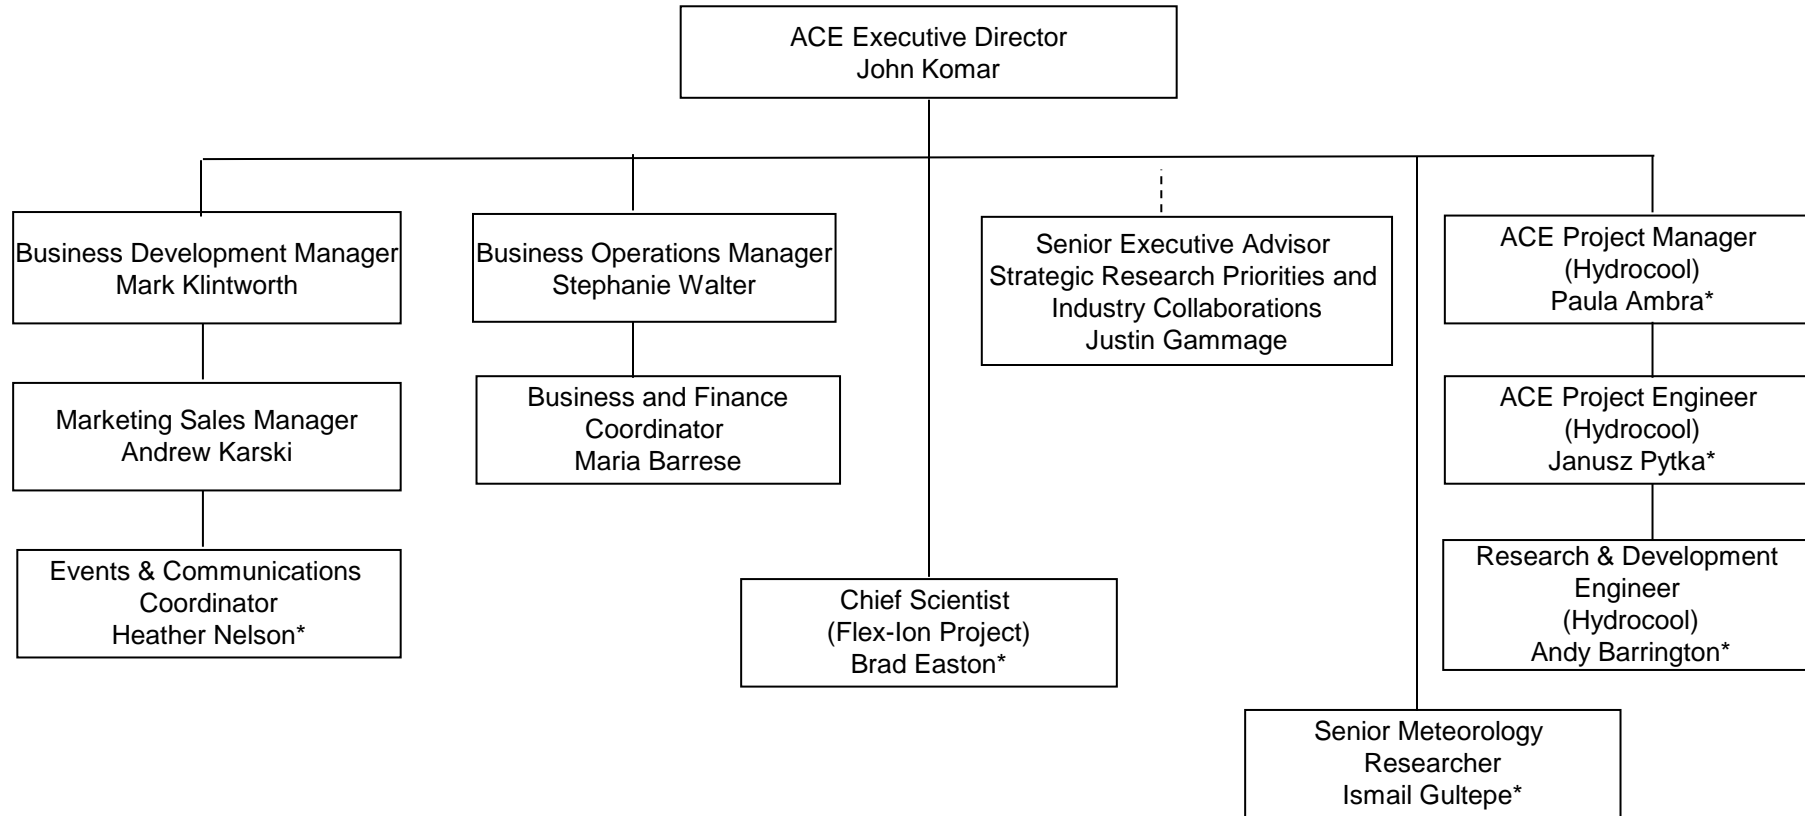 ACE Executive Director
John Komar
Business Development Manager
Mark Klintworth
Business Operations Manager
Stephanie Walter
Senior Executive Advisor
Strategic Research Priorities and
Industry Collaborations
Justin Gammage
ACE Project Manager
(Hydrocool)
Paula Ambra*
Marketing Sales Manager
Andrew Karski
Business and Finance
Coordinator
Maria Barrese
ACE Project Engineer
(Hydrocool)
Janusz Pytka*
Events & Communications
Coordinator
Heather Nelson*
Chief Scientist
(Flex-Ion Project)
Brad Easton*
Research & Development
Engineer
(Hydrocool)
Andy Barrington*
Senior Meteorology
Researcher
Ismail Gultepe*